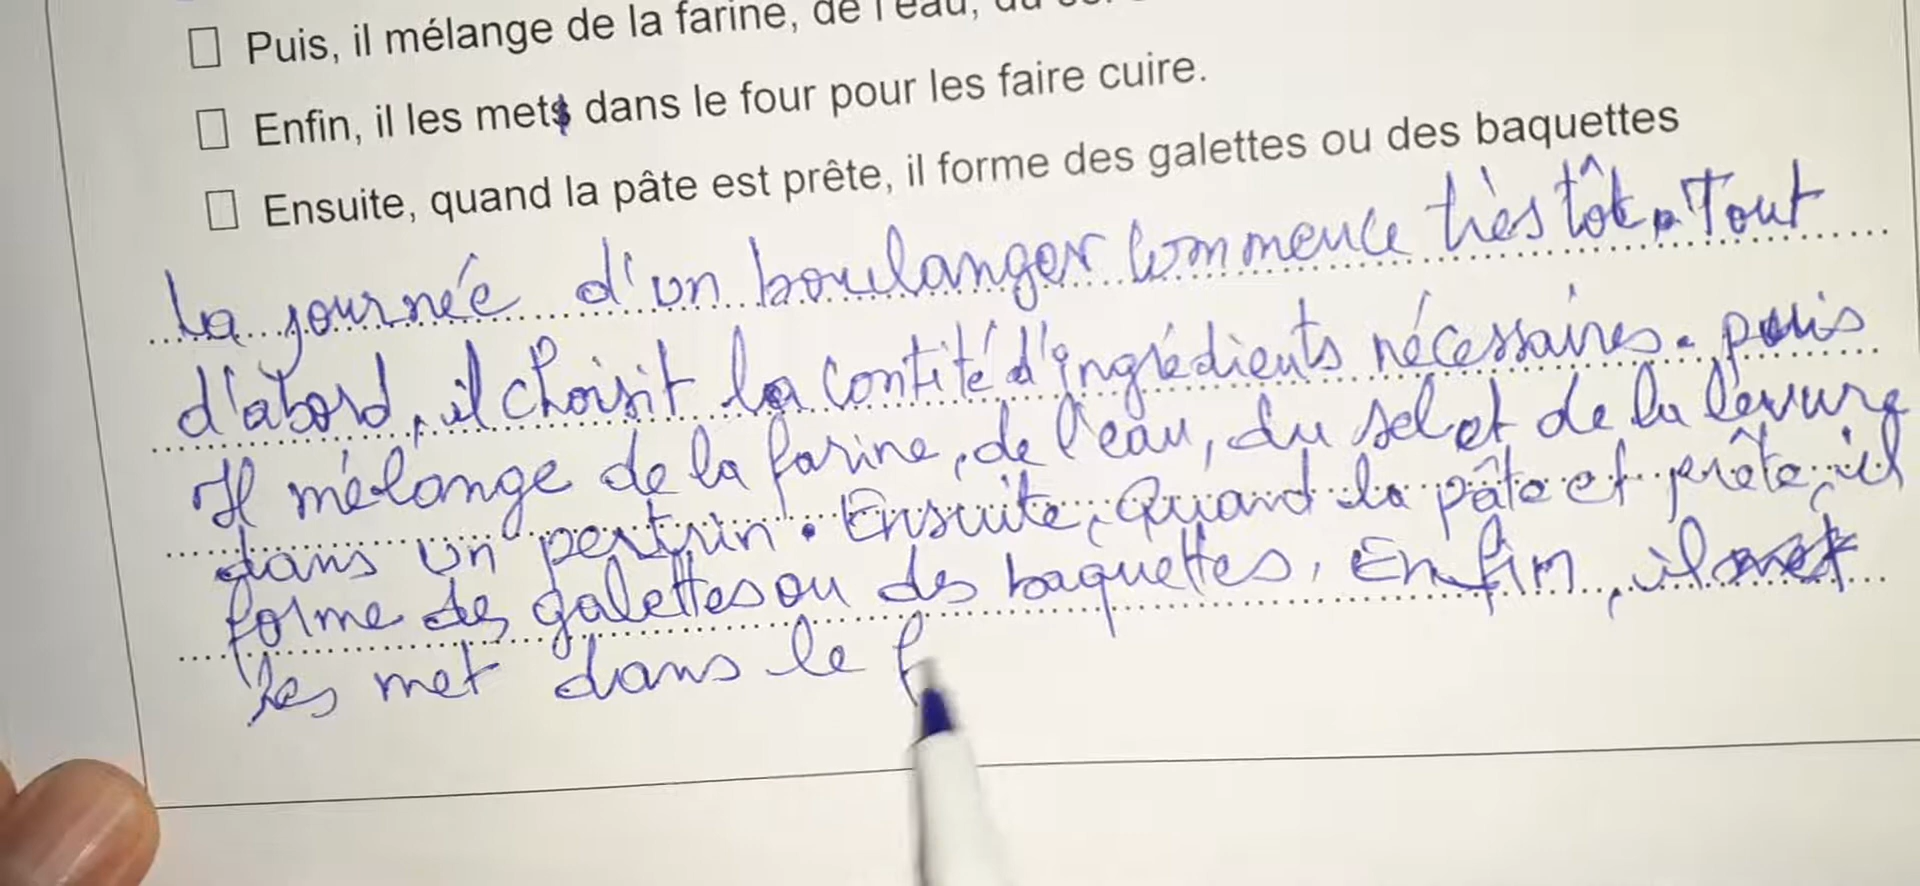 ☐ Puis, il mélange de la farine, de l'eau, du
☐ Enfin, il les mets dans le four pour les faire cuire.
☐ Ensuite, quand la pâte est prête, il forme des galettes ou des baquettes
La journée d'un boulanger commence très tôt. Tout
d'abord, il choisit la contité d'ingrédients nécessaires. puis
Il mélange de la farine, de l'eau, du sel et de la levure
dans un pertrin. Ensuite, Quand la pâte et prête, il
forme des galettes ou des baquettes, Enfin, il
les met dans le f